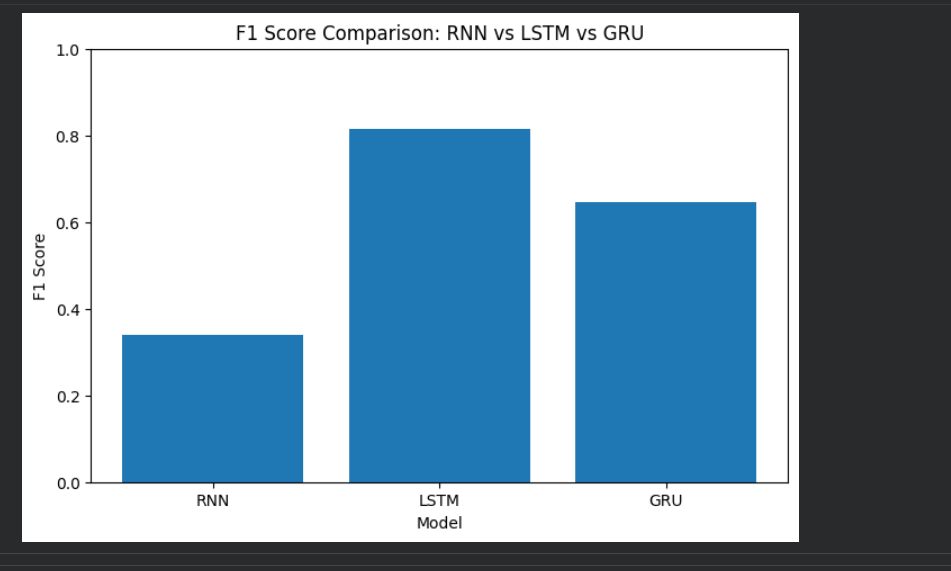 F1 Score Comparison: RNN vs LSTM vs GRU
1.0
0.8
0.6
0.4
0.2
0.0
F1 Score
RNN LSTM GRU
Model